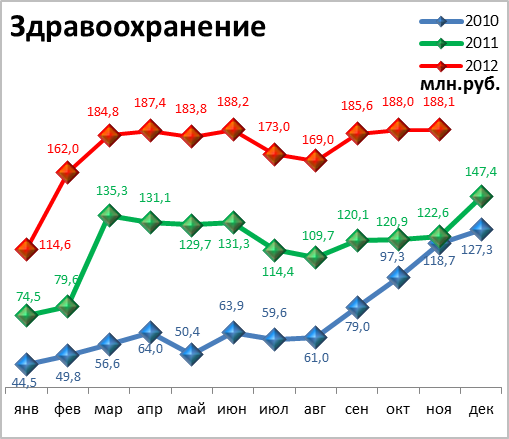 Здравоохранение
2010
2011
2012
млн.руб.
184,8 187,4 183,8 188,2 173,0 169,0 185,6 188,0 188,1
162,0
114,6
147,4
135,3 131,1 129,7 131,3 114,4 109,7 120,1 120,9 122,6
74,5 79,6
97,3 118,7 127,3
44,5 49,8 56,6 64,0 50,4 63,9 59,6 61,0 79,0
янв фев мар апр май июн июл авг сен окт ноя дек